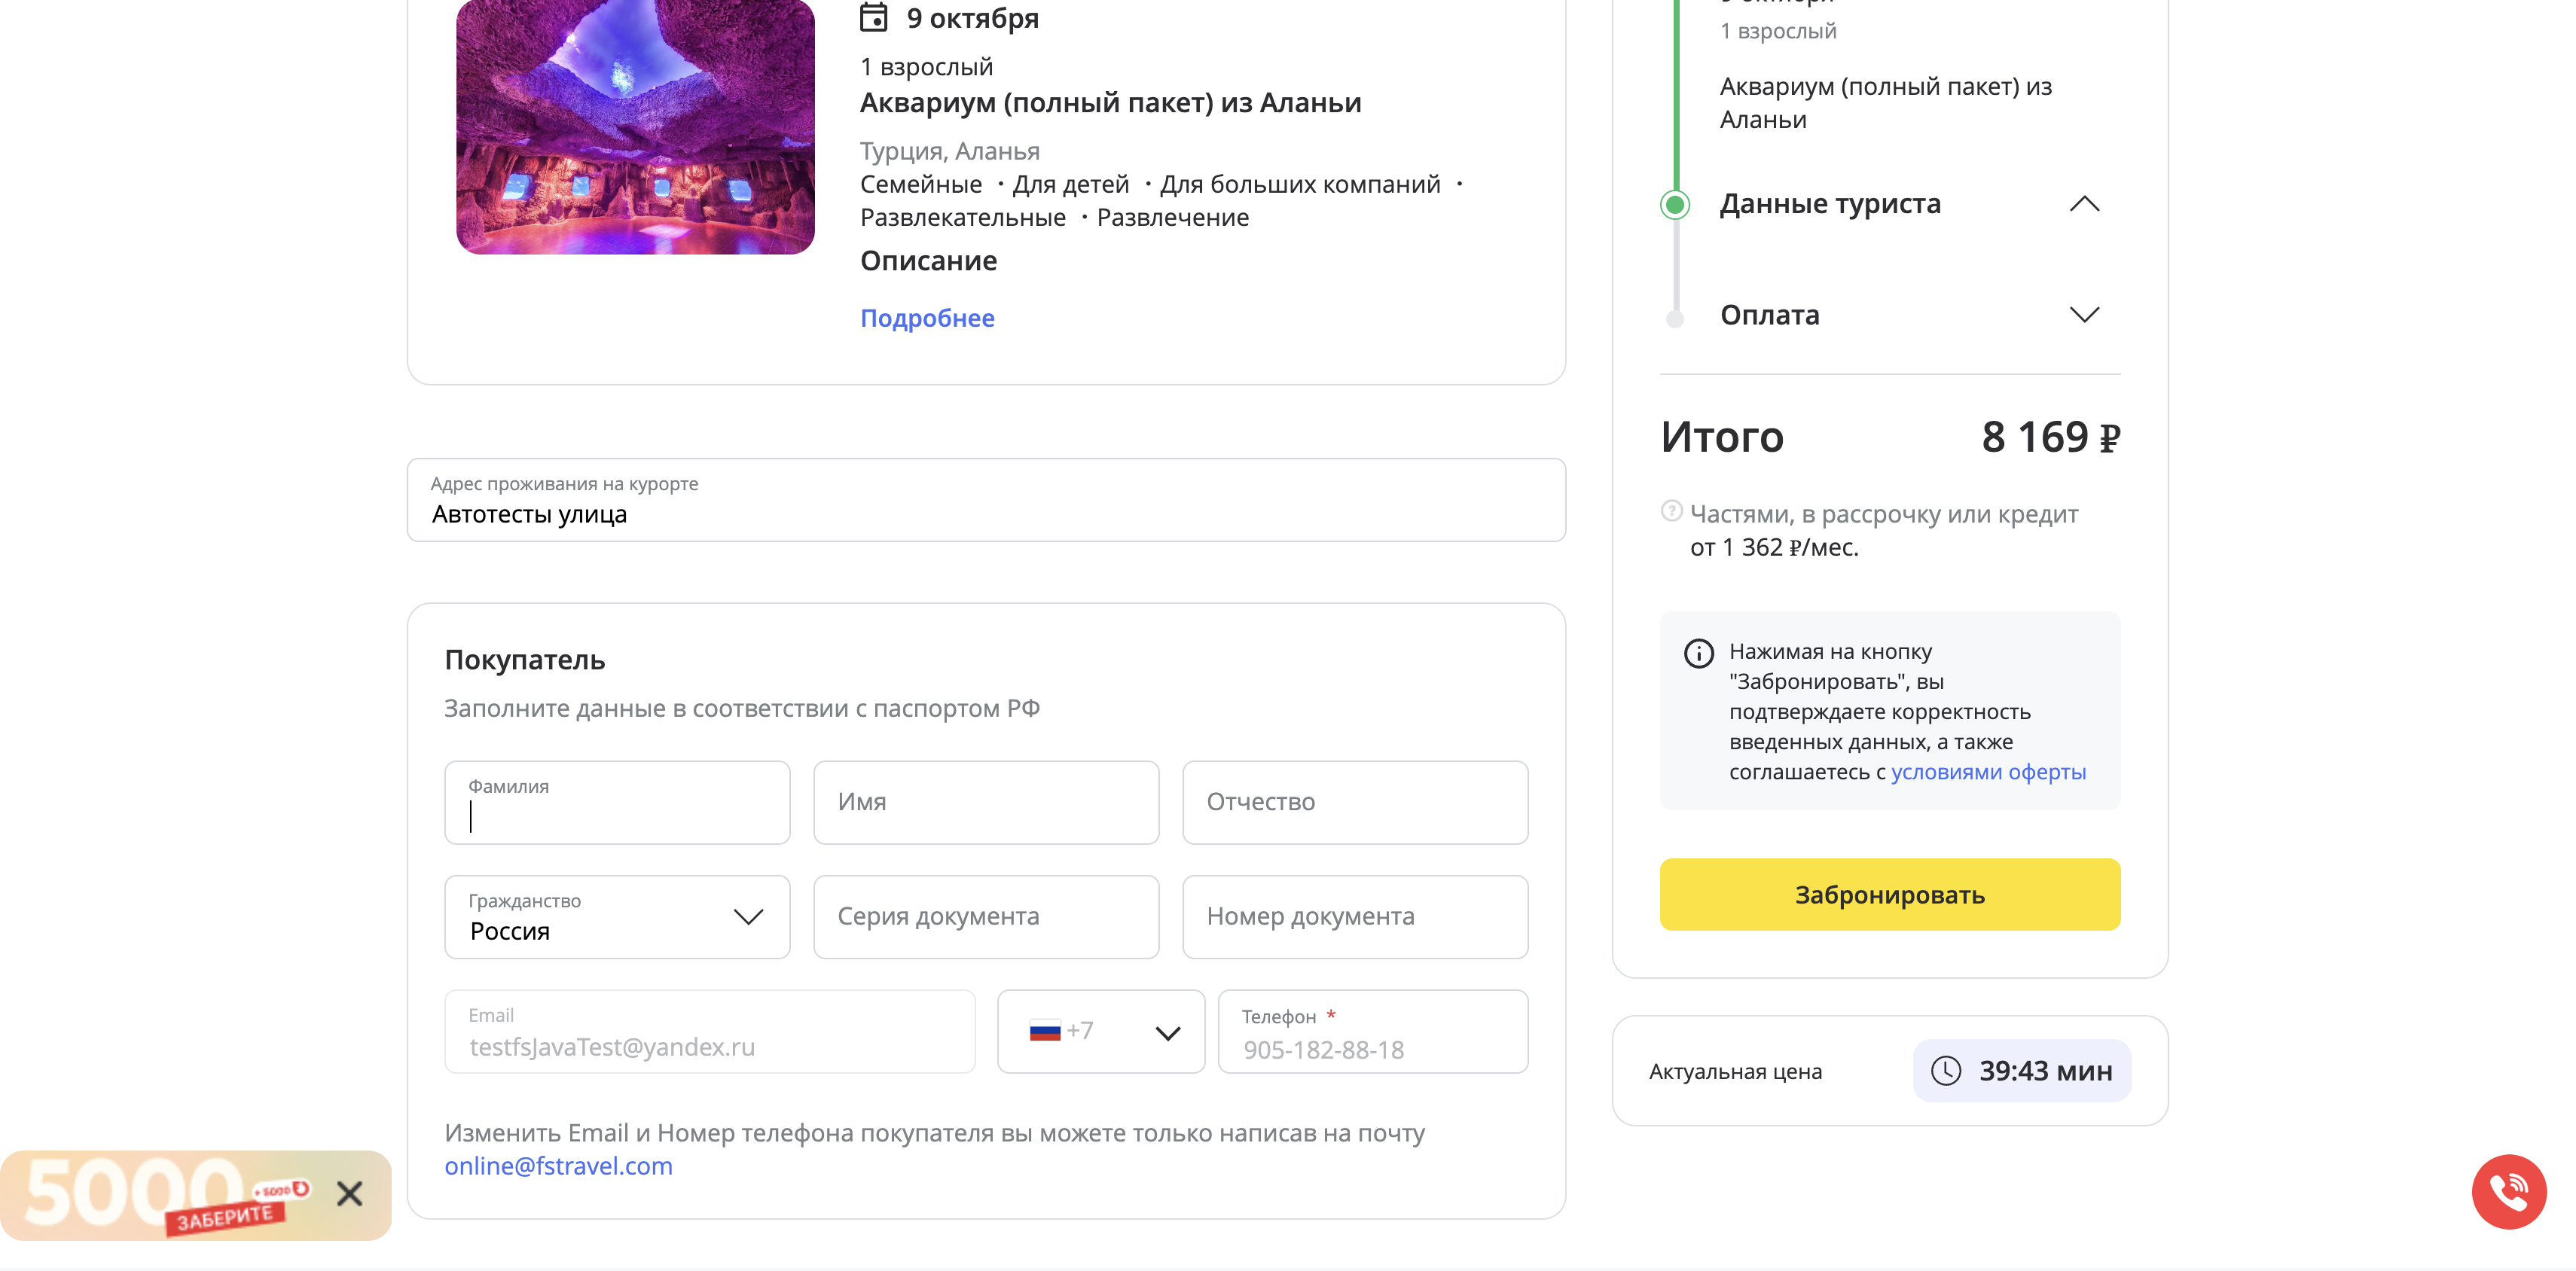 9 октября
1 взрослый
Аквариум (полный пакет) из Аланьи
Турция, Аланья
Семейные · Для детей · Для больших компаний ·
Развлекательные · Развлечение
Описание
Подробнее
Адрес проживания на курорте
Автотесты улица
Покупатель
Заполните данные в соответствии с паспортом РФ
Фамилия
Имя
Отчество
Гражданство
Россия
Серия документа
Номер документа
Email
testfsJavaTest@yandex.ru
+7
Телефон *
905-182-88-18
Изменить Email и Номер телефона покупателя вы можете только написав на почту
online@fstravel.com
1 взрослый
Аквариум (полный пакет) из
Аланьи
Данные туриста
Оплата
Итого 8 169 ₽
Частями, в рассрочку или кредит
от 1 362 ₽/мес.
Нажимая на кнопку
"Забронировать", вы
подтверждаете корректность
введенных данных, а также
соглашаетесь с условиями оферты
Забронировать
Актуальная цена 39:43 мин
5000
+ 5000
ЗАБЕРИТЕ